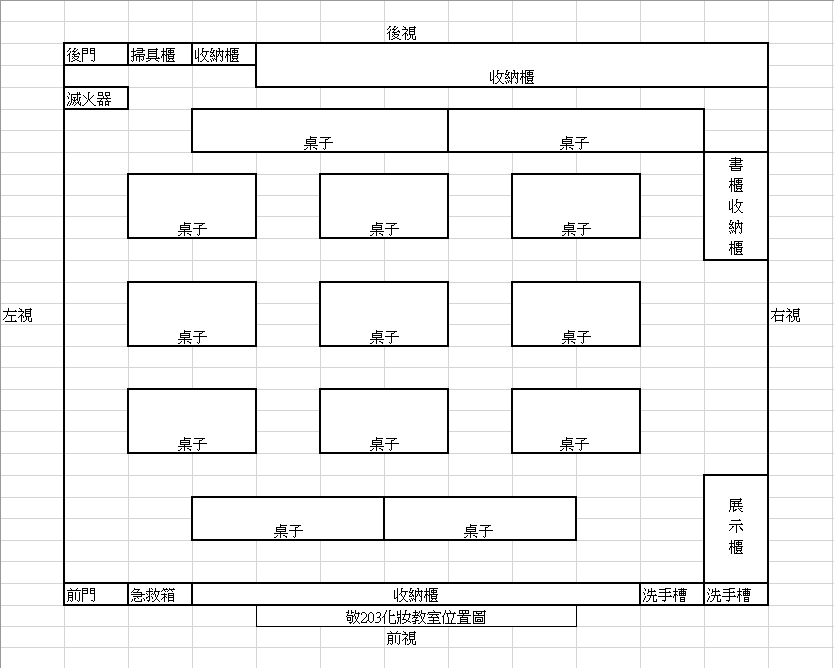 後視
後門 掃具櫃 收納櫃
收納櫃
滅火器
桌子 桌子
書櫃收納櫃
桌子 桌子 桌子
左視
右視
桌子 桌子 桌子
桌子 桌子 桌子
展示櫃
桌子 桌子
前門 急救箱 收納櫃 洗手槽 洗手槽
敬203化妝教室位置圖
前視